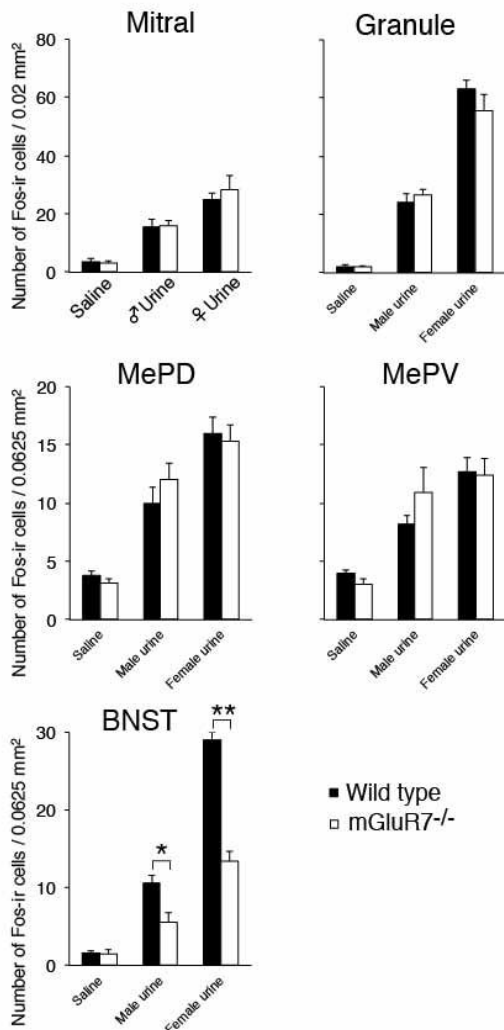 Mitral
Number of Fos-ir cells / 0.02 mm²
80
60
40
20
0
Saline
♂ Urine
♀ Urine
Granule
Saline
Male urine
Female urine
MePD
Number of Fos-ir cells / 0.0625 mm²
20
15
10
5
0
Saline
Male urine
Female urine
MePV
Saline
Male urine
Female urine
BNST
Number of Fos-ir cells / 0.0625 mm²
30
20
10
0
*
**
Saline
Male urine
Female urine
Wild type
mGluR7-/-